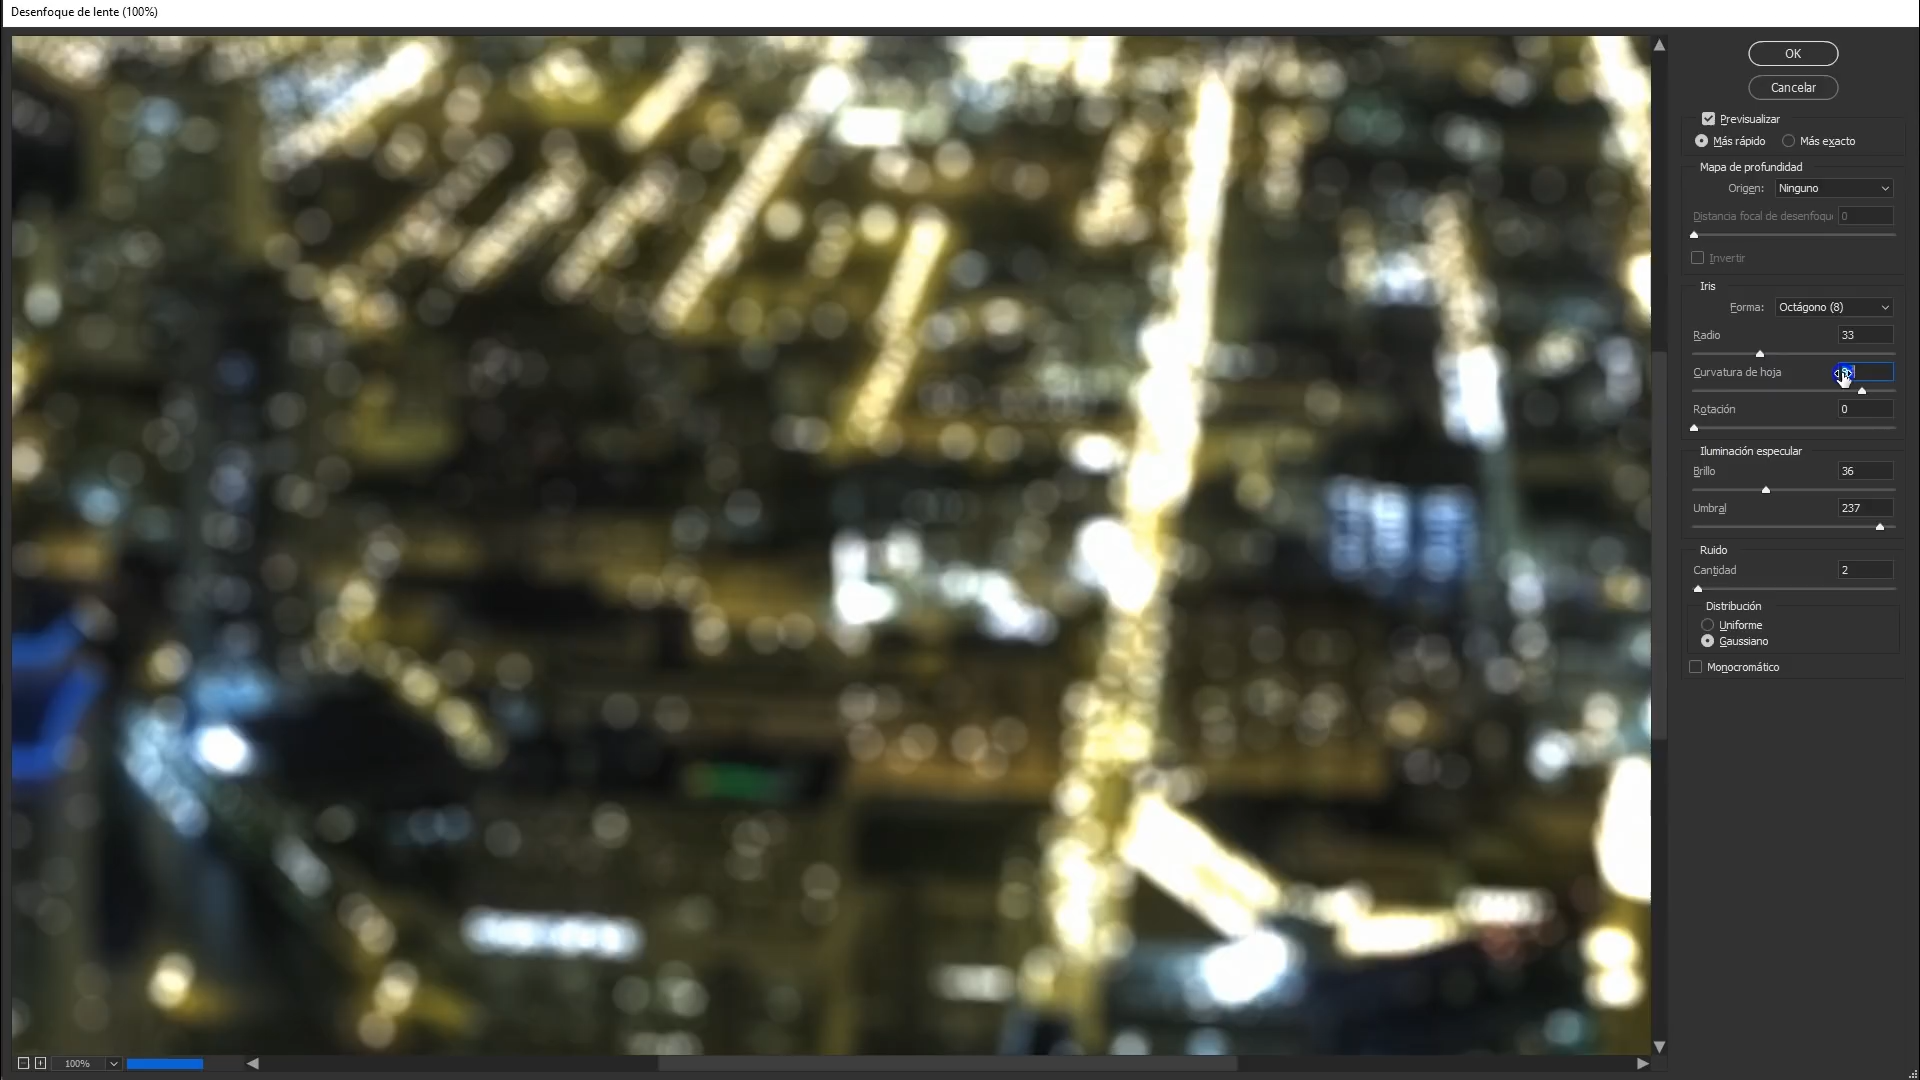 Desenfoque de lente (100%)
OK
Cancelar
Previsualizar
Más rápido Más exacto
Mapa de profundidad
Origen: Ninguno
Distancia focal de desenfoqu 0
Invertir
Iris
Forma: Octágono (8)
Radio 33
Curvatura de hoja
Rotación 0
Iluminación especular
Brillo 36
Umbral 237
Ruido
Cantidad 2
Distribución
Uniforme
Gaussiano
Monocromático
100%